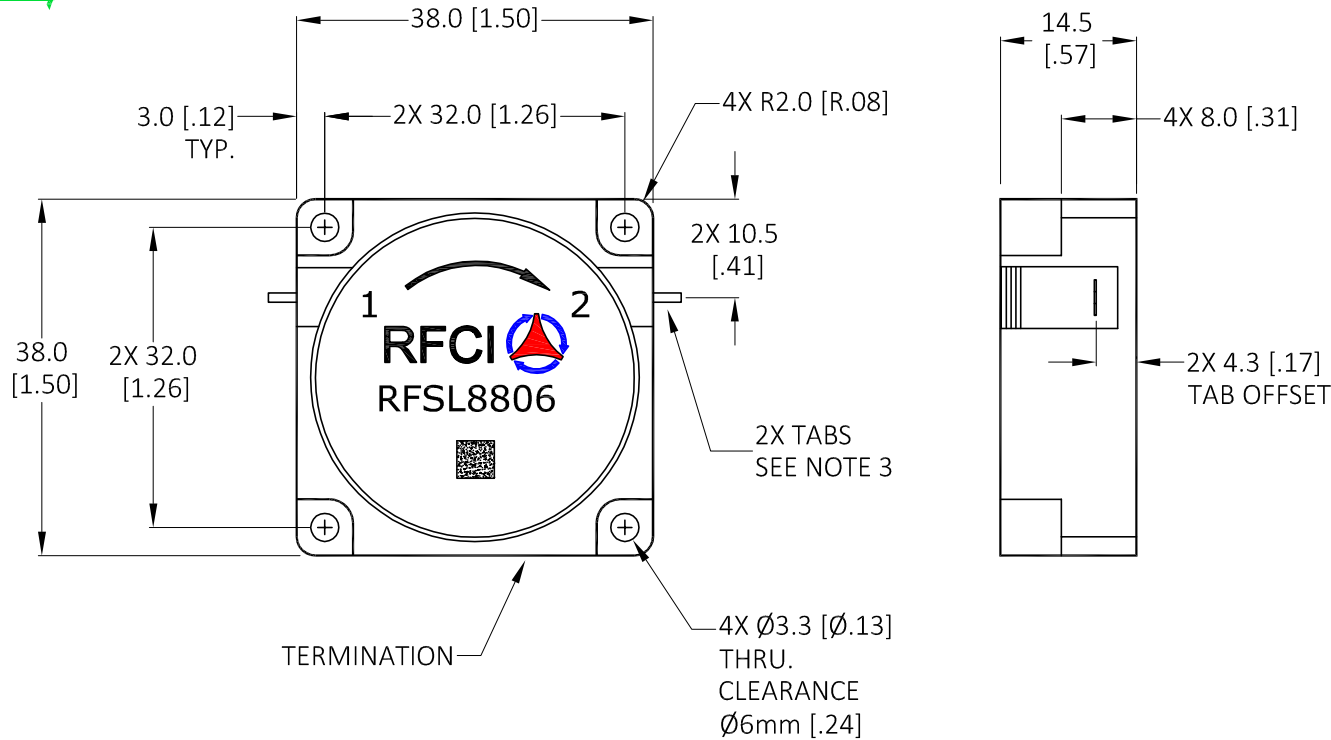 38.0 [1.50]
14.5
[.57]
3.0 [.12]
TYP.
2X 32.0 [1.26]
4X R2.0 [R.08]
4X 8.0 [.31]
2X 10.5
[.41]
1
2
RFCI
RFSL8806
38.0
[1.50]
2X 32.0
[1.26]
2X 4.3 [.17]
TAB OFFSET
2X TABS
SEE NOTE 3
TERMINATION
4X Ø3.3 [Ø.13]
THRU.
CLEARANCE
Ø6mm [.24]